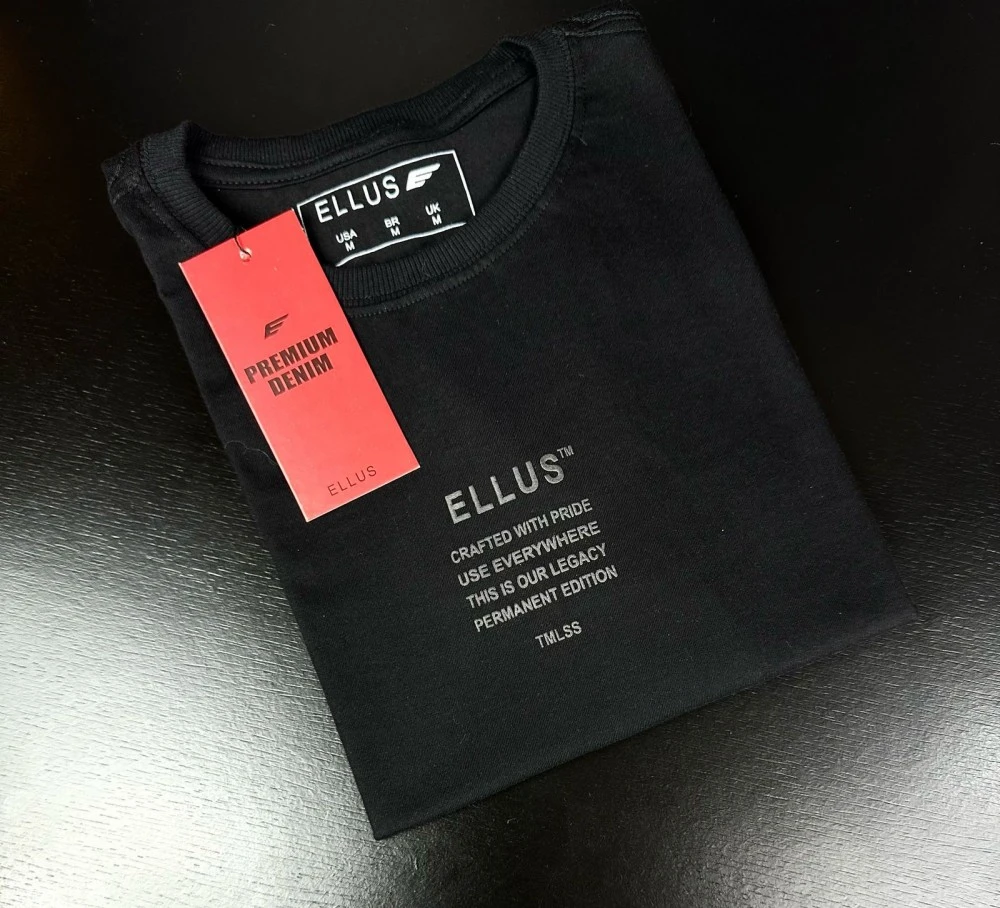 ELLUS
USA BR UK
M M M
PREMIUM
DENIM
ELLUS
ELLUS™
CRAFTED WITH PRIDE
USE EVERYWHERE
THIS IS OUR LEGACY
PERMANENT EDITION
TMLSS